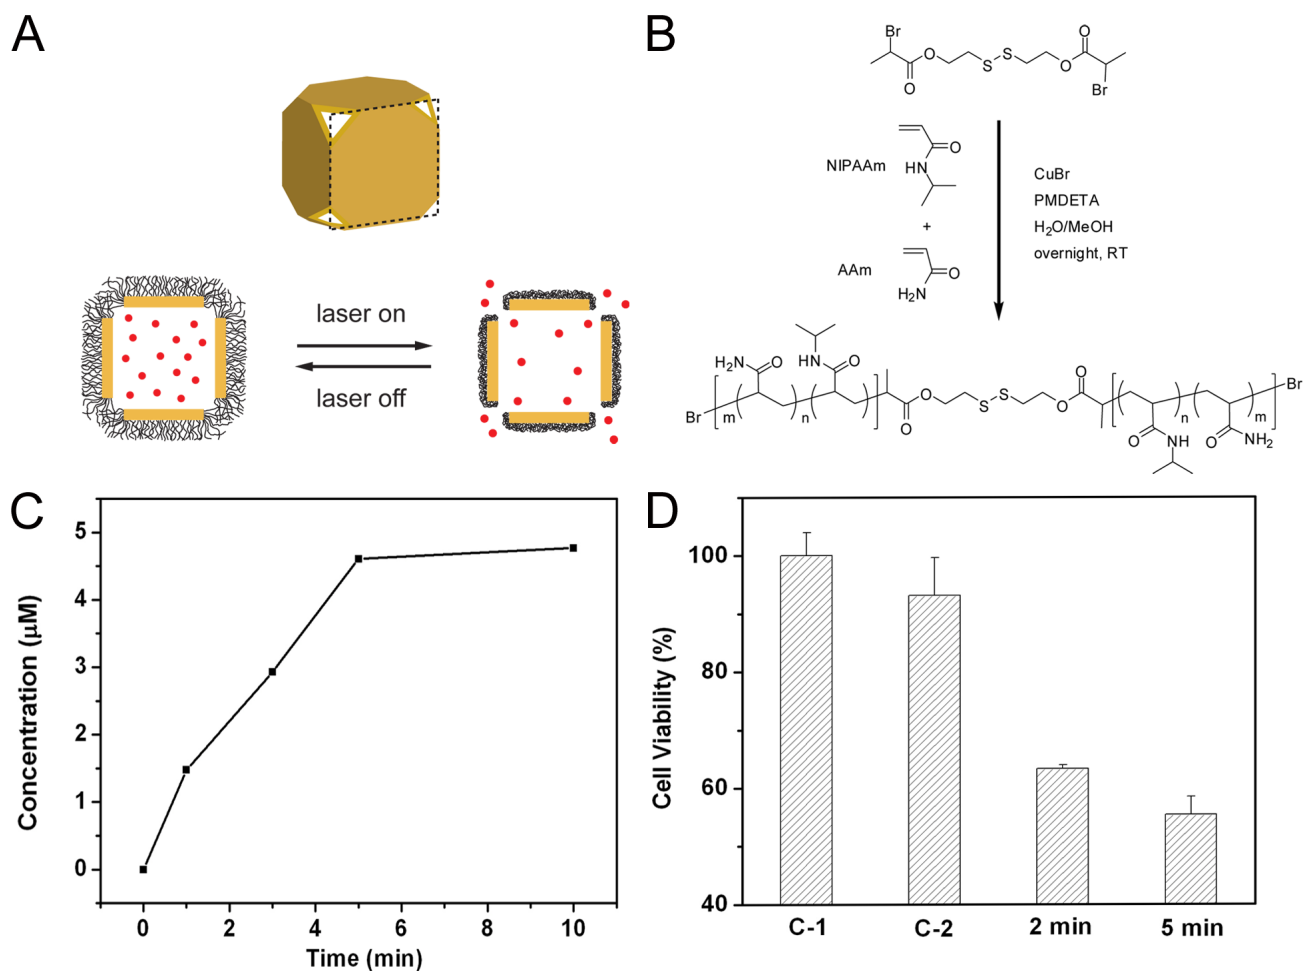 A
laser on
laser off
B
Br
O
O
S
S
O
O
Br
NIPAAm
O
HN
+
AAm
O
H2N
CuBr
PMDETA
H2O/MeOH
overnight, RT
H2N
O
HN
O
Br
m
n
O
O
S
S
O
O
n
m
Br
O
NH
O
NH2
C
5
4
3
2
1
0
Concentration (μM)
0 2 4 6 8 10
Time (min)
D
100
80
60
40
Cell Viability (%)
C-1 C-2 2 min 5 min